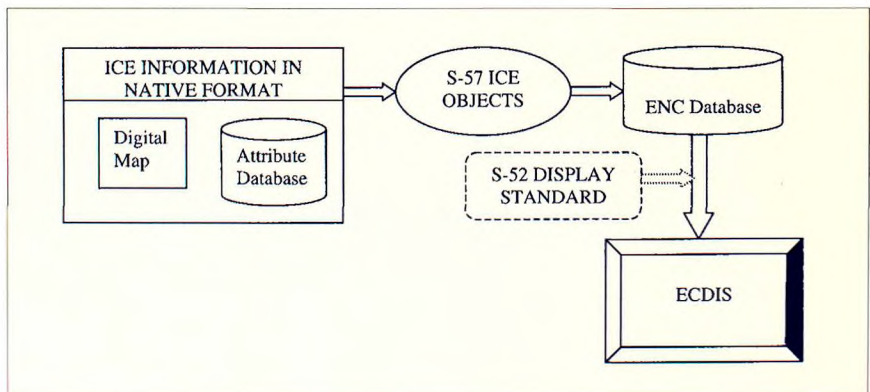 ICE INFORMATION IN
NATIVE FORMAT
Digital
Map
Attribute
Database
S-57 ICE
OBJECTS
ENC Database
S-52 DISPLAY
STANDARD
ECDIS